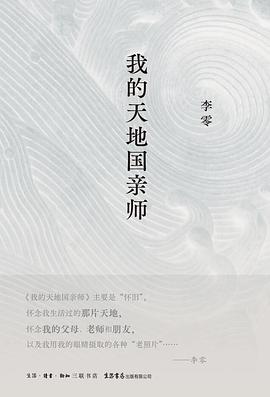 我的天地国亲师
李零
《我的天地国亲师》主要是“怀旧”，
怀念我生活过的那片天地，
怀念我的父母、老师和朋友，
以及我用我的眼睛摄取的各种“老照片”……
——李零
生活·读书·新知 三联书店 生活书店出版有限公司